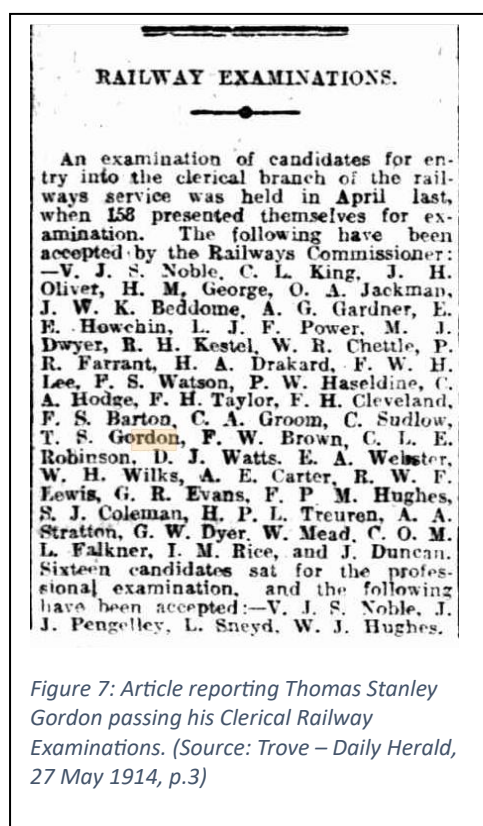 RAILWAY EXAMINATIONS.
An examination of candidates for en-
try into the clerical branch of the rail-
ways service was held in April last,
when 158 presented themselves for ex-
amination. The following have been
accepted by the Railways Commissioner:
—V. J. S. Noble, C. L. King, J. H.
Oliver, H. M. George, O. A. Jackman,
J. W. K. Beddome, A. G. Gardner, E.
E. Howchin, L. J. F. Power, M. J.
Dwyer, R. H. Kestel, W. R. Chettle, P.
R. Farrant, H. A. Drakard, F. W. H.
Lee, F. S. Watson, P. W. Haseldine, C.
A. Hodge, F. H. Taylor, F. H. Cleveland,
F. S. Barton, C. A. Groom, C. Sudlow,
T. S. Gordon, F. W. Brown, C. L. E.
Robinson, D. J. Watts. E. A. Webster,
W. H. Wilks, A. E. Carter, R. W. F.
Lewis, G. R. Evans, F. P M. Hughes,
S. J. Coleman, H. P. L. Treuren, A. A.
Stratton, G. W. Dyer, W. Mead, C. O. M.
L. Falkner, I. M. Rice, and J. Duncan.
Sixteen candidates sat for the profes-
sional examination, and the following
have been accepted:—V. J. S. Noble, J.
J. Pengelley, L. Sneyd, W. J. Hughes.
Figure 7: Article reporting Thomas Stanley
Gordon passing his Clerical Railway
Examinations. (Source: Trove – Daily Herald,
27 May 1914, p.3)